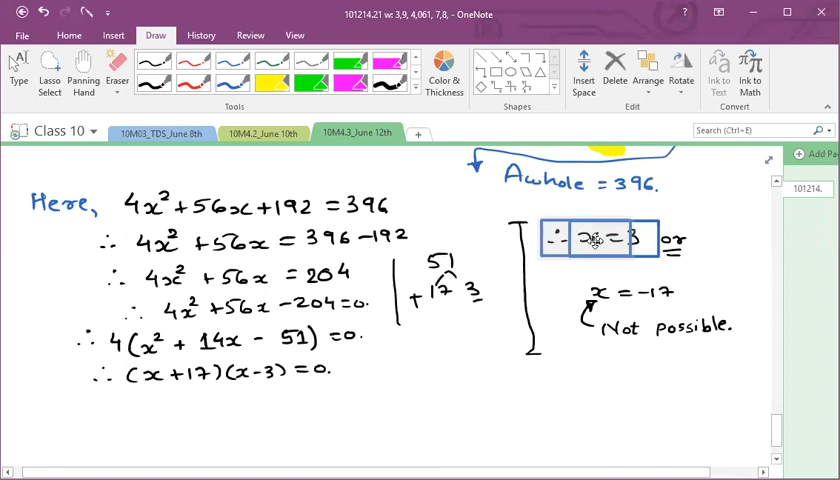 101214.21 w: 3,9, 4,061, 7,8, - OneNote
File Home Insert Draw History Review View
Type Lasso Select Panning Hand Eraser Color & Thickness Insert Space Delete Arrange Rotate Ink to Text Ink to Math
Tools Shapes Edit Convert
Class 10 10M03_TDS_June 8th 10M4.2_June 10th 10M4.3_June 12th Search (Ctrl+E)
Add Pa
101214.
Awhole = 396.
Here, 4x² + 56x + 192 = 396
∴ 4x² + 56x = 396 - 192
∴ 4x² + 56x = 204
∴ 4x² + 56x - 204 = 0.
∴ 4(x² + 14x - 51) = 0.
∴ (x + 17)(x - 3) = 0.
51
+ 17 3
∴ x = 3 or
x = -17
Not possible.